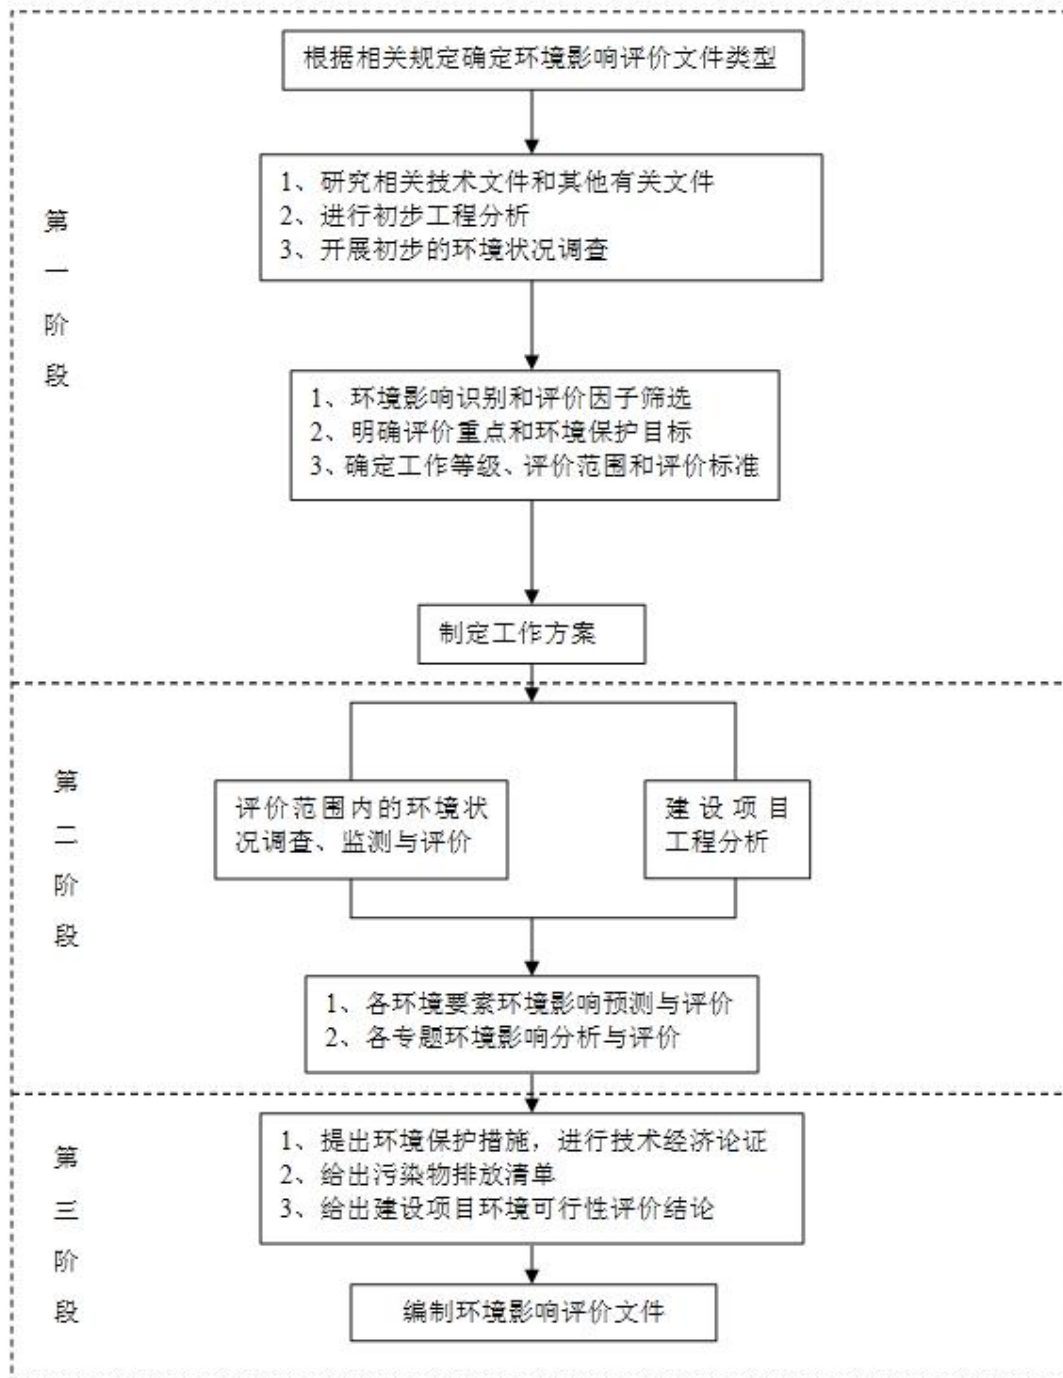 根据相关规定确定环境影响评价文件类型
1、研究相关技术文件和其他有关文件
2、进行初步工程分析
3、开展初步的环境状况调查
第
一
阶
段
1、环境影响识别和评价因子筛选
2、明确评价重点和环境保护目标
3、确定工作等级、评价范围和评价标准
制定工作方案
第
二
阶
段
评价范围内的环境状
况调查、监测与评价
建设项目
工程分析
1、各环境要素环境影响预测与评价
2、各专题环境影响分析与评价
第
三
阶
段
1、提出环境保护措施，进行技术经济论证
2、给出污染物排放清单
3、给出建设项目环境可行性评价结论
编制环境影响评价文件